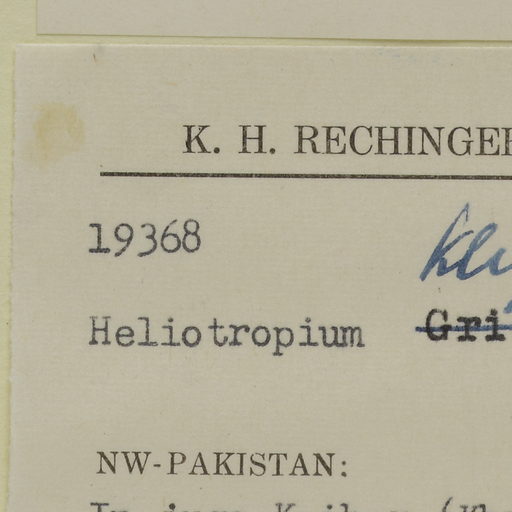 K. H. RECHINGER
19368
Heliotropium Gri
NW-PAKISTAN: